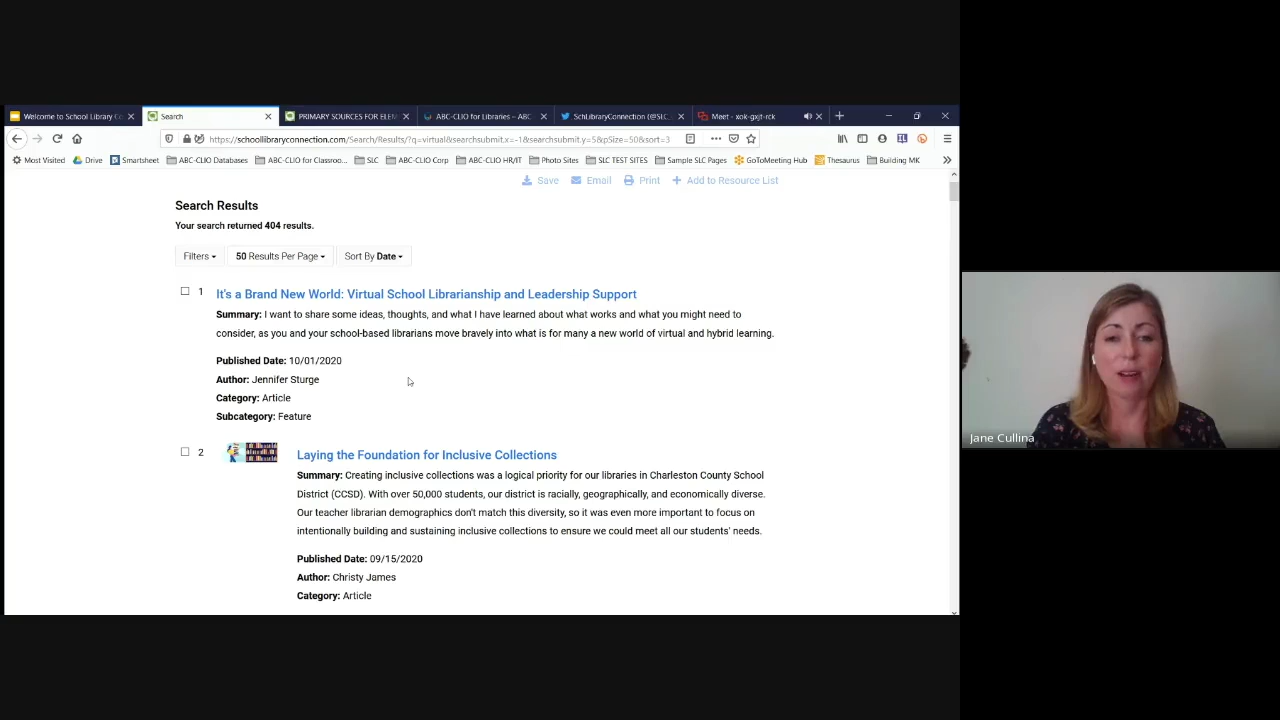 Welcome to School Library Co
Search
PRIMARY SOURCES FOR ELEM
ABC-CLIO for Libraries – ABC
SchLibraryConnection (@SLC_
Meet - xok-gxjt-rck
https://schoollibraryconnection.com/Search/Results/?q=virtual&searchsubmit.x=-1&searchsubmit.y=5&pSize=50&sort=3
Most Visited Drive Smartsheet ABC-CLIO Databases ABC-CLIO for Classroo... SLC ABC-CLIO Corp ABC-CLIO HR/IT Photo Sites SLC TEST SITES Sample SLC Pages GoToMeeting Hub Thesaurus Building MK
Save Email Print Add to Resource List
Search Results
Your search returned 404 results.
Filters 50 Results Per Page Sort By Date
1 It's a Brand New World: Virtual School Librarianship and Leadership Support
Summary: I want to share some ideas, thoughts, and what I have learned about what works and what you might need to
consider, as you and your school-based librarians move bravely into what is for many a new world of virtual and hybrid learning.
Published Date: 10/01/2020
Author: Jennifer Sturge
Category: Article
Subcategory: Feature
2 Laying the Foundation for Inclusive Collections
Summary: Creating inclusive collections was a logical priority for our libraries in Charleston County School
District (CCSD). With over 50,000 students, our district is racially, geographically, and economically diverse.
Our teacher librarian demographics don't match this diversity, so it was even more important to focus on
intentionally building and sustaining inclusive collections to ensure we could meet all our students' needs.
Published Date: 09/15/2020
Author: Christy James
Category: Article
Jane Cullina